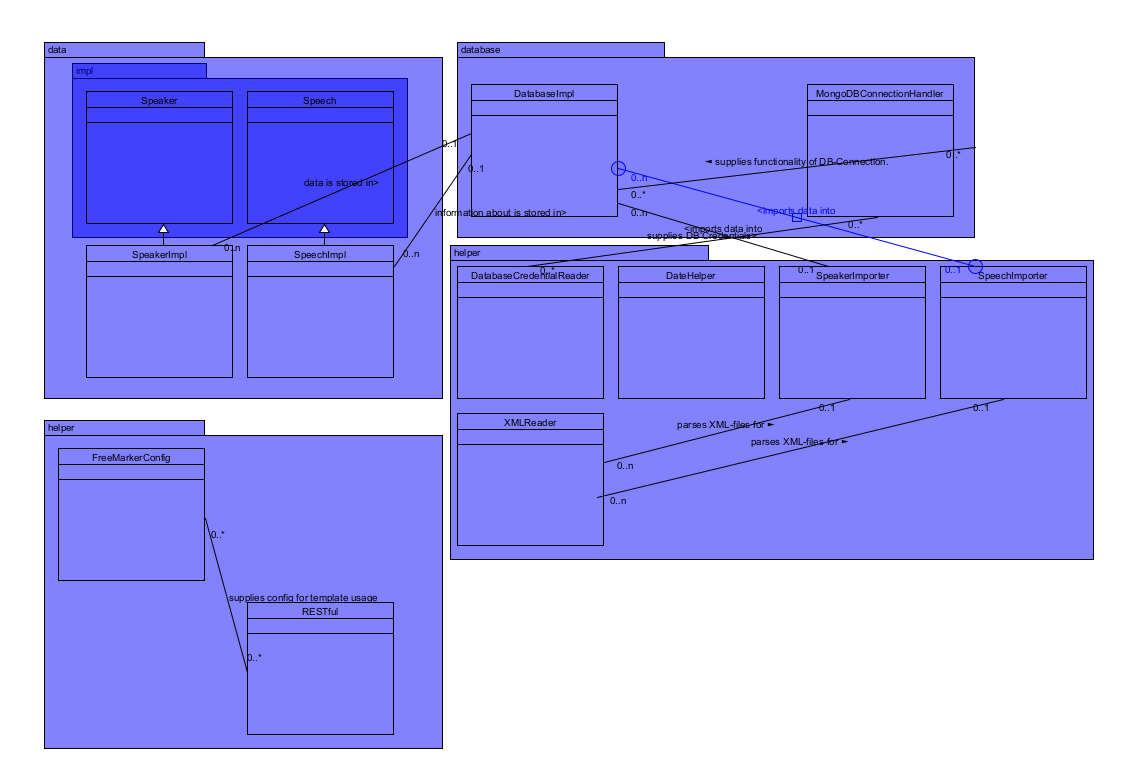 data
database
impl
Speaker
Speech
DatabaseImpl
MongoDBConnectionHandler
0..1
0..1
◄ supplies functionality of DB-Connection.
0..*
data is stored in>
0..n
0..*
0..n
information about is stored in>
<imports data into
0..*
<imports data into
supplies DB Credentials>
0..n
0..n
SpeakerImpl
SpeechImpl
helper
0..*
0..1
0..1
DatabaseCredentialReader
DateHelper
SpeakerImporter
SpeechImporter
0..1
0..1
XMLReader
parses XML-files for ►
parses XML-files for ►
0..n
0..n
helper
FreeMarkerConfig
0..*
supplies config for template usage
RESTful
0..*